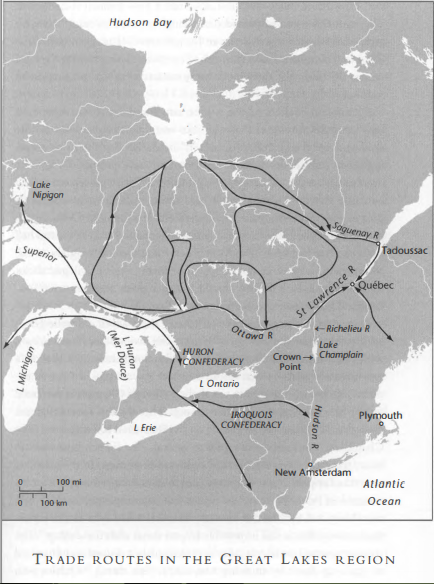 Hudson Bay
Lake
Nipigon
L Superior
Saguenay R
Tadoussac
St Lawrence R
Québec
Ottawa R
Richelieu R
Lake
Champlain
Crown
Point
L Huron
(Mer Douce)
L Michigan
HURON
CONFEDERACY
L Ontario
IROQUOIS
CONFEDERACY
L Erie
Hudson R
Plymouth
New Amsterdam
Atlantic
Ocean
0 100 mi
0 100 km
TRADE ROUTES IN THE GREAT LAKES REGION